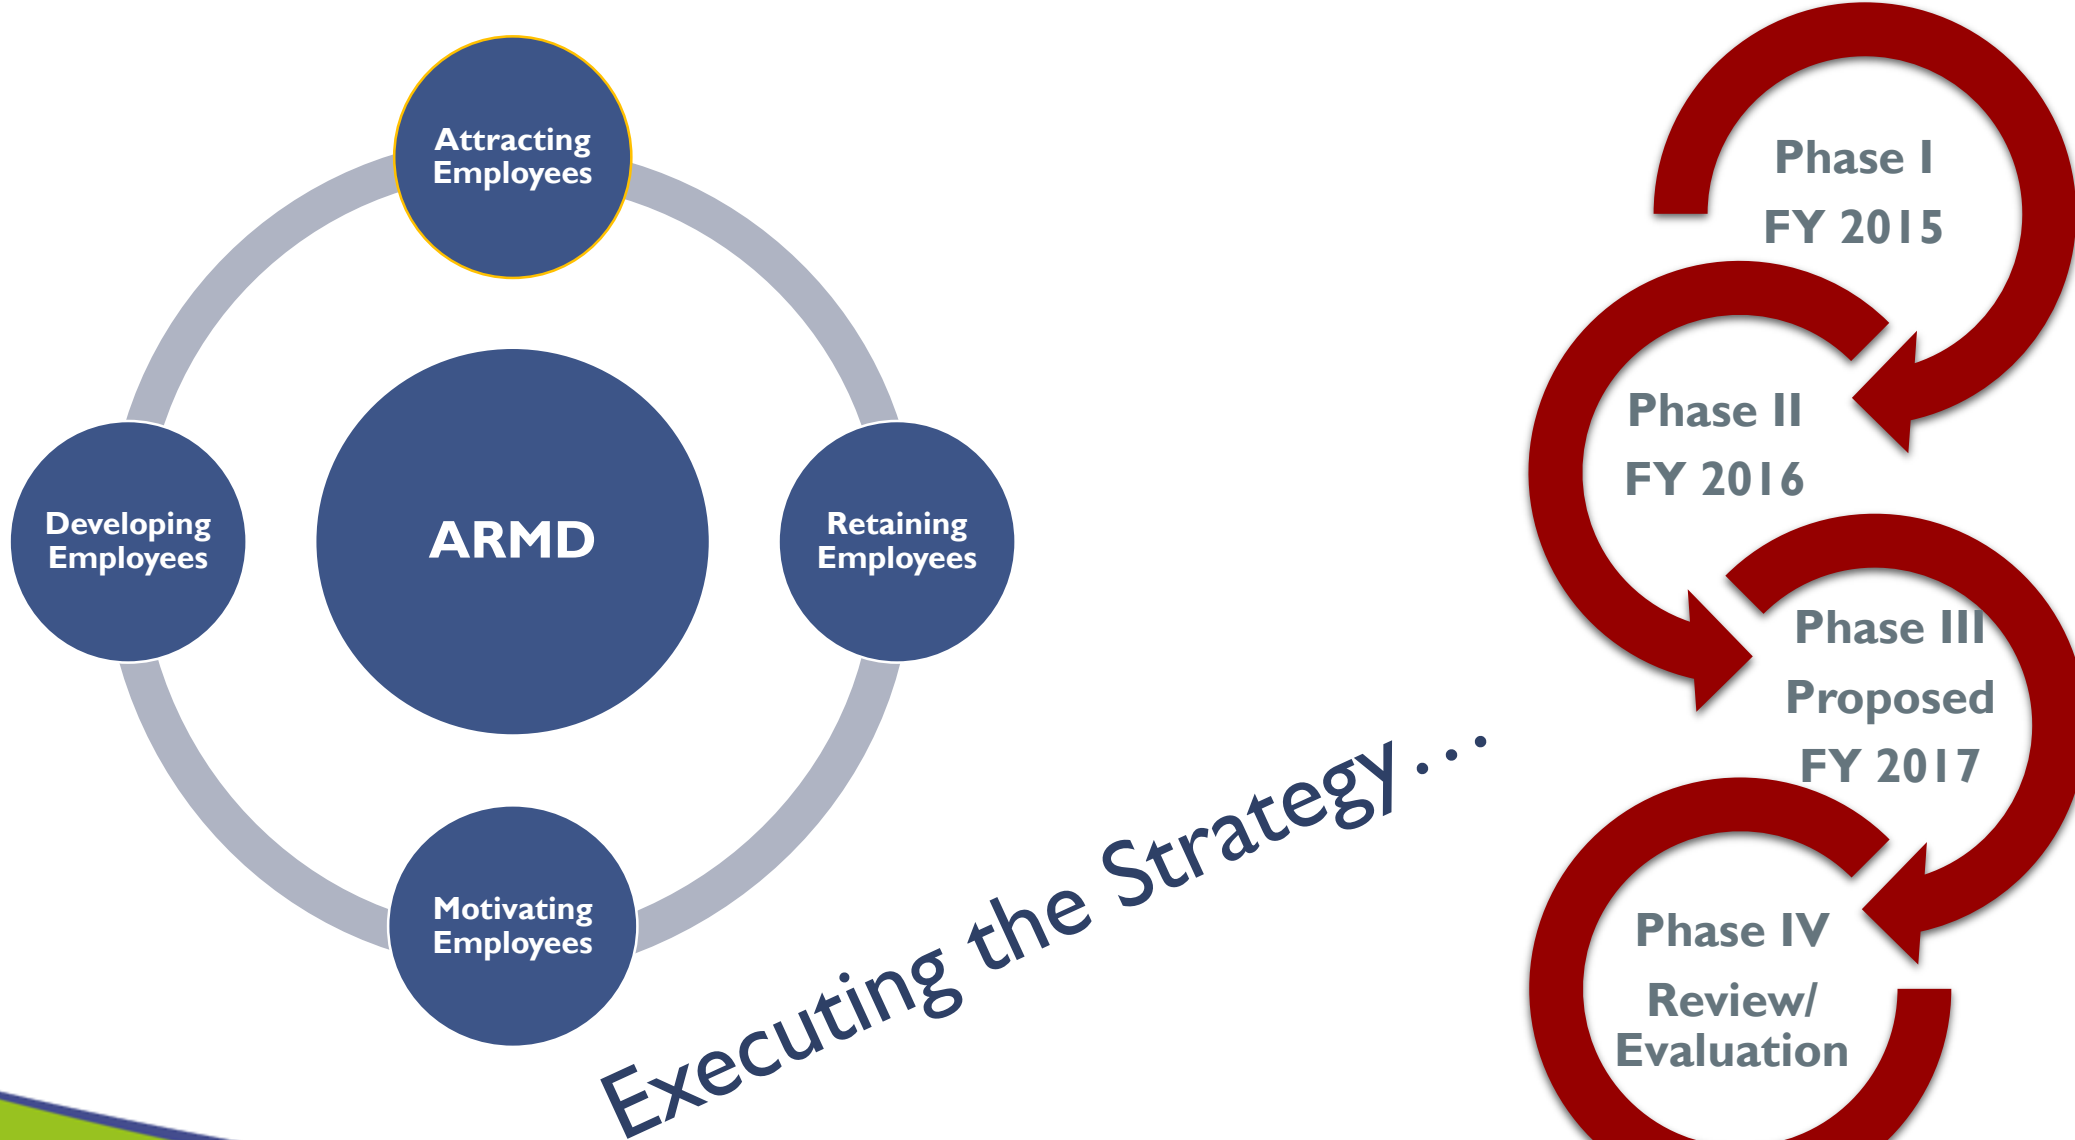 Attracting
Employees
Developing
Employees
ARMD
Retaining
Employees
Motivating
Employees
Executing the Strategy…
Phase I
FY 2015
Phase II
FY 2016
Phase III
Proposed
FY 2017
Phase IV
Review/
Evaluation